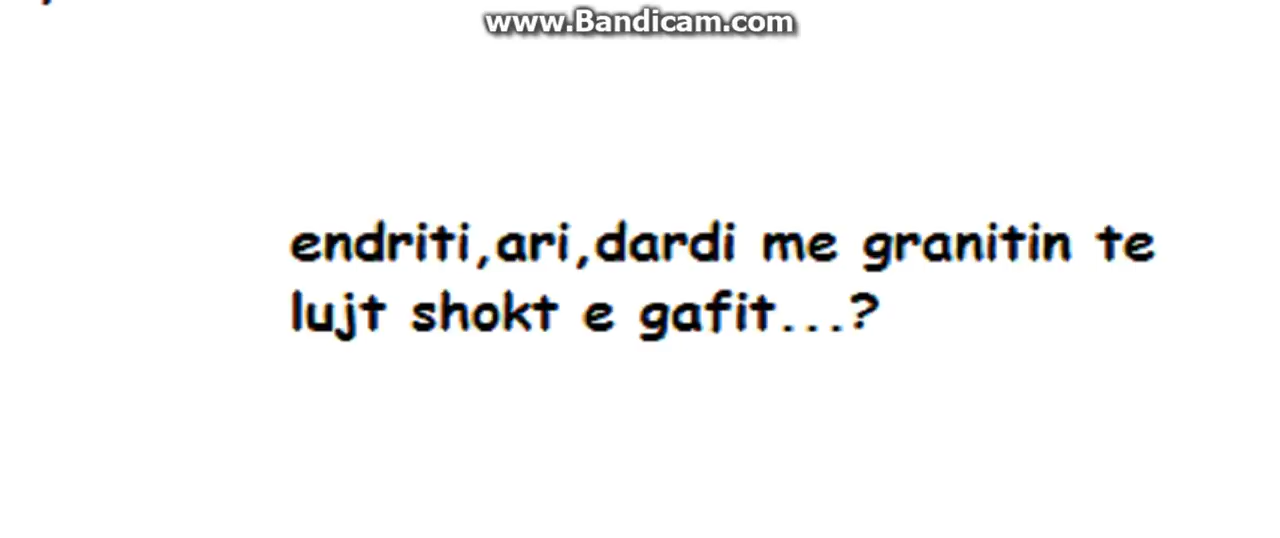 www.Bandicam.com
endriti,ari,dardi me granitin te
lujt shokt e gafit...?